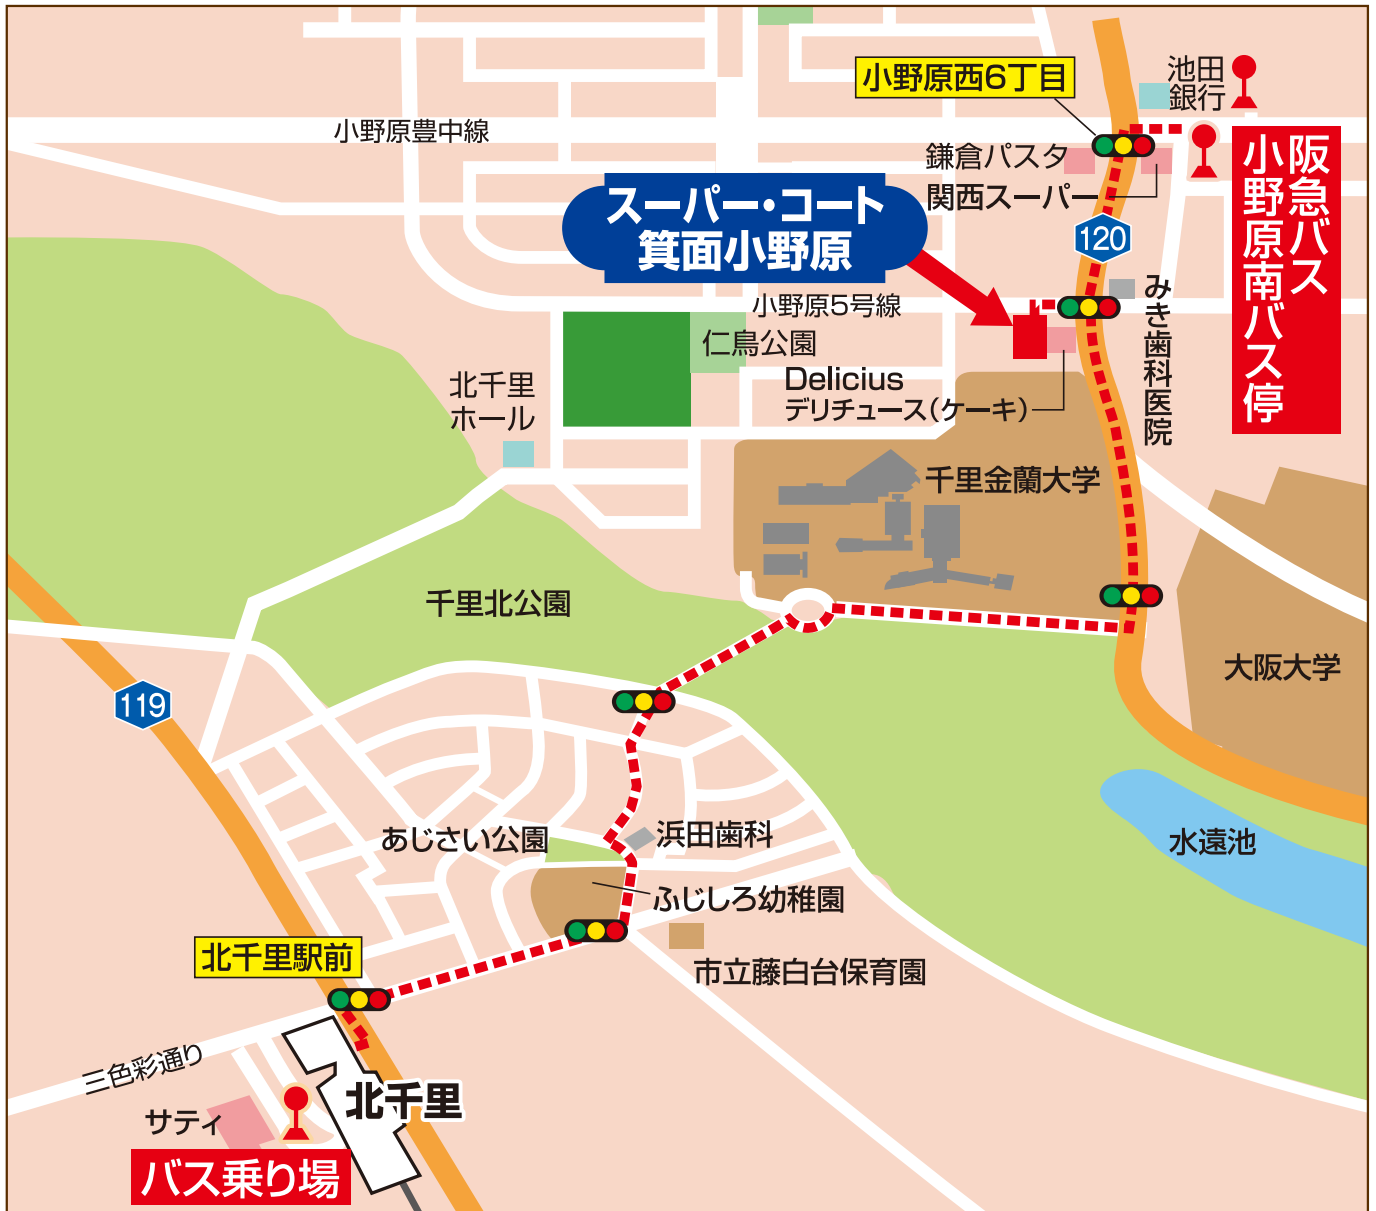 小野原西6丁目
池田
銀行
小野原豊中線
鎌倉パスタ
関西スーパー
阪急バス
小野原南バス停
スーパー・コート
箕面小野原
120
みき歯科医院
小野原5号線
仁鳥公園
Delicius
デリチュース(ケーキ)
北千里
ホール
千里金蘭大学
千里北公園
大阪大学
119
水遠池
あじさい公園
浜田歯科
ふじしろ幼稚園
北千里駅前
市立藤白台保育園
三色彩通り
北千里
サティ
バス乗り場